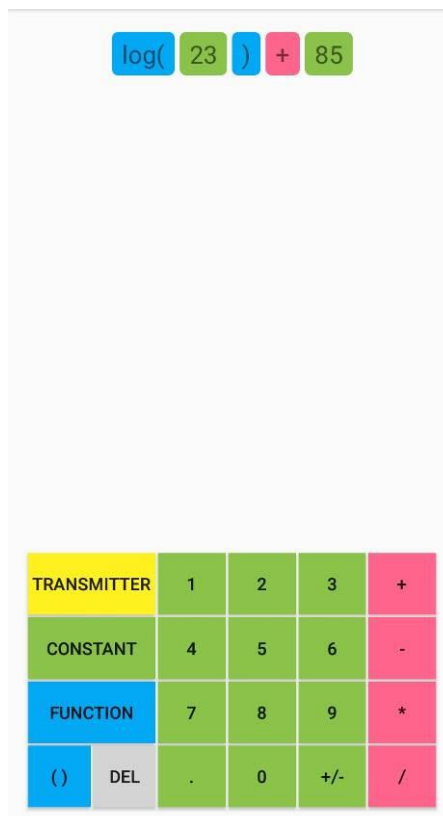 log( 23 ) + 85
TRANSMITTER 1 2 3 +
CONSTANT 4 5 6 -
FUNCTION 7 8 9 *
( ) DEL . 0 +/- /